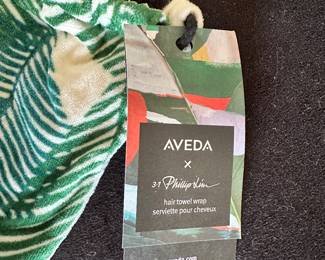 AVEDA
×
3.1 Phillip Lim
hair towel wrap
serviette pour cheveux